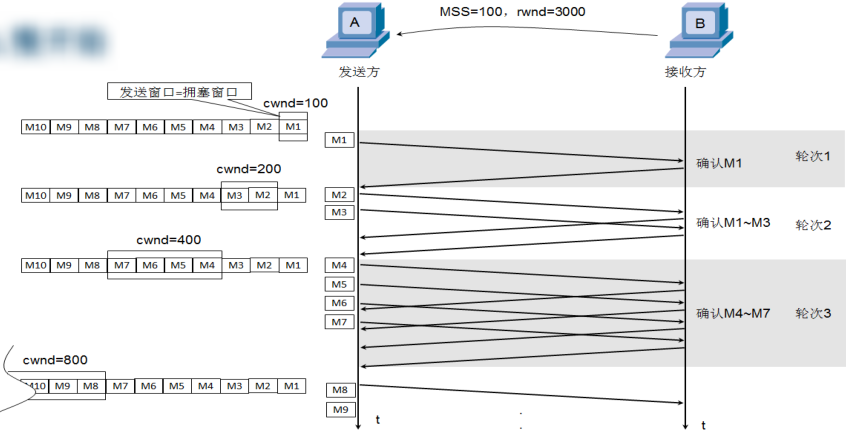 MSS=100，rwnd=3000
A
B
发送方
接收方
发送窗口=拥塞窗口
cwnd=100
M10 M9 M8 M7 M6 M5 M4 M3 M2 M1
M1
确认M1
轮次1
cwnd=200
M10 M9 M8 M7 M6 M5 M4 M3 M2 M1
M2
M3
确认M1~M3
轮次2
cwnd=400
M10 M9 M8 M7 M6 M5 M4 M3 M2 M1
M4
M5
M6
M7
确认M4~M7
轮次3
cwnd=800
M10 M9 M8 M7 M6 M5 M4 M3 M2 M1
M8
M9
t
t